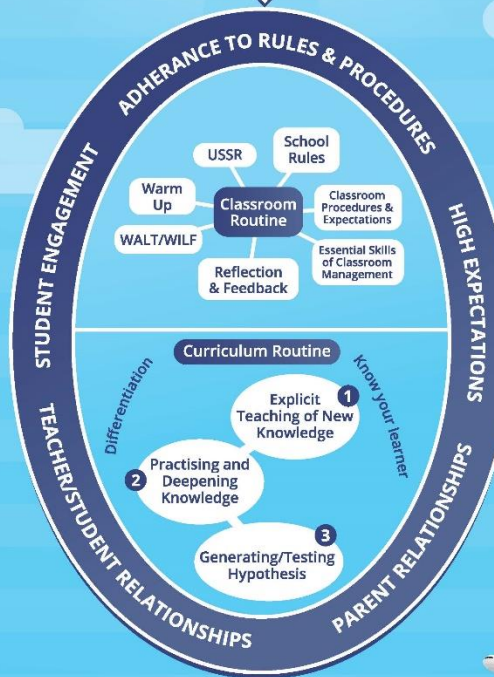 ADHERANCE TO RULES & PROCEDURES
STUDENT ENGAGEMENT
HIGH EXPECTATIONS
USSR
School
Rules
Warm
Up
Classroom
Routine
Classroom
Procedures &
Expectations
WALT/WILF
Essential Skills
of Classroom
Management
Reflection
& Feedback
Curriculum Routine
Differentiation
Know your learner
1
Explicit
Teaching of New
Knowledge
2
Practising and
Deepening
Knowledge
3
Generating/Testing
Hypothesis
TEACHER/STUDENT RELATIONSHIPS
PARENT RELATIONSHIPS